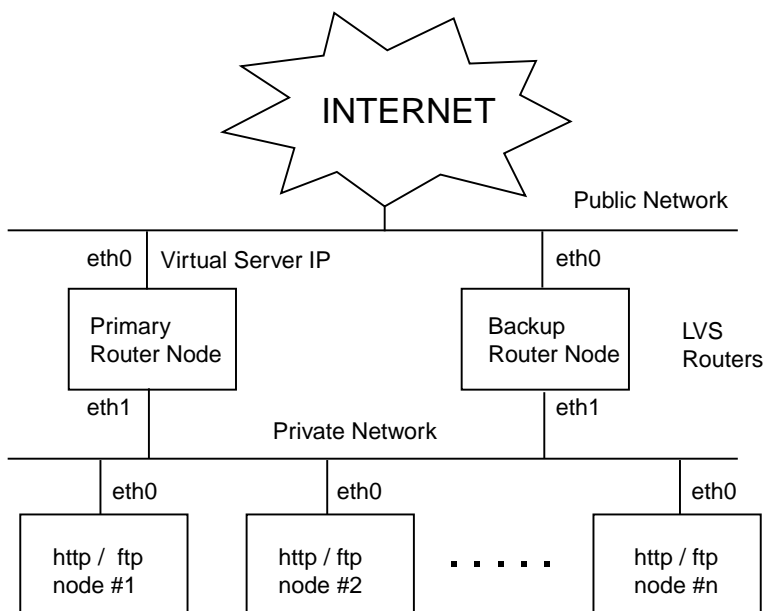 INTERNET
Public Network
eth0
Virtual Server IP
eth0
Primary
Router Node
Backup
Router Node
LVS
Routers
eth1
eth1
Private Network
eth0
eth0
eth0
http / ftp
node #1
http / ftp
node #2
. . . . .
http / ftp
node #n